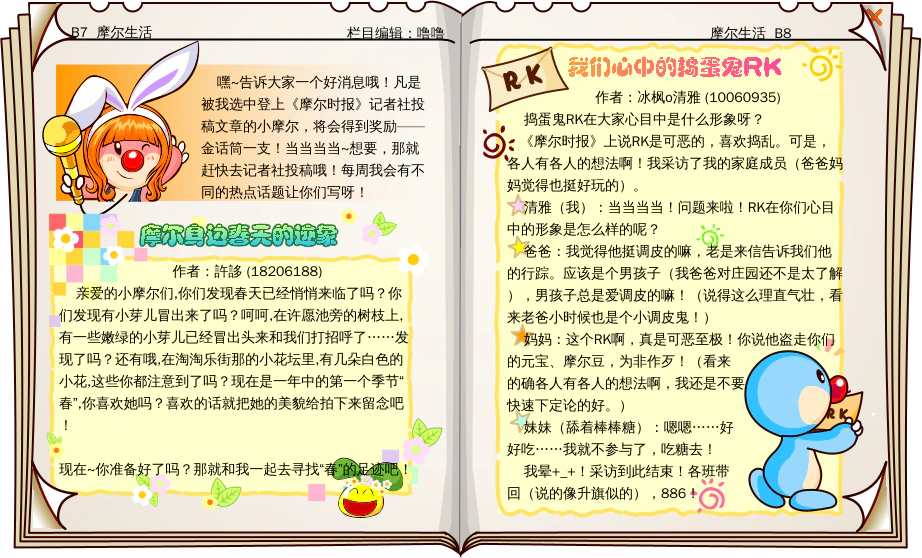 B7 摩尔生活
栏目编辑：噜噜
嘿~告诉大家一个好消息哦！凡是
被我选中登上《摩尔时报》记者社投
稿文章的小摩尔，将会得到奖励——
金话筒一支！当当当当~想要，那就
赶快去记者社投稿哦！每周我会有不
同的热点话题让你们写呀！
摩尔身边春天的迹象
作者：許謻 (18206188)
亲爱的小摩尔们,你们发现春天已经悄悄来临了吗？你
们发现有小芽儿冒出来了吗？呵呵,在许愿池旁的树枝上,
有一些嫩绿的小芽儿已经冒出头来和我们打招呼了……发
现了吗？还有哦,在淘淘乐街那的小花坛里,有几朵白色的
小花,这些你都注意到了吗？现在是一年中的第一个季节“
春”,你喜欢她吗？喜欢的话就把她的美貌给拍下来留念吧
！
现在~你准备好了吗？那就和我一起去寻找“春”的足迹吧！
摩尔生活 B8
RK
我们心中的捣蛋鬼RK
作者：冰枫o清雅 (10060935)
捣蛋鬼RK在大家心目中是什么形象呀？
《摩尔时报》上说RK是可恶的，喜欢捣乱。可是，
各人有各人的想法啊！我采访了我的家庭成员（爸爸妈
妈觉得也挺好玩的）。
清雅（我）：当当当当！问题来啦！RK在你们心目
中的形象是怎么样的呢？
爸爸：我觉得他挺调皮的嘛，老是来信告诉我们他
的行踪。应该是个男孩子（我爸爸对庄园还不是太了解
），男孩子总是爱调皮的嘛！（说得这么理直气壮，看
来老爸小时候也是个小调皮鬼！）
妈妈：这个RK啊，真是可恶至极！你说他盗走你们
的元宝、摩尔豆，为非作歹！（看来
的确各人有各人的想法啊，我还是不要
快速下定论的好。）
妹妹（舔着棒棒糖）：嗯嗯……好
好吃……我就不参与了，吃糖去！
我晕+_+！采访到此结束！各班带
回（说的像升旗似的），886！
RK